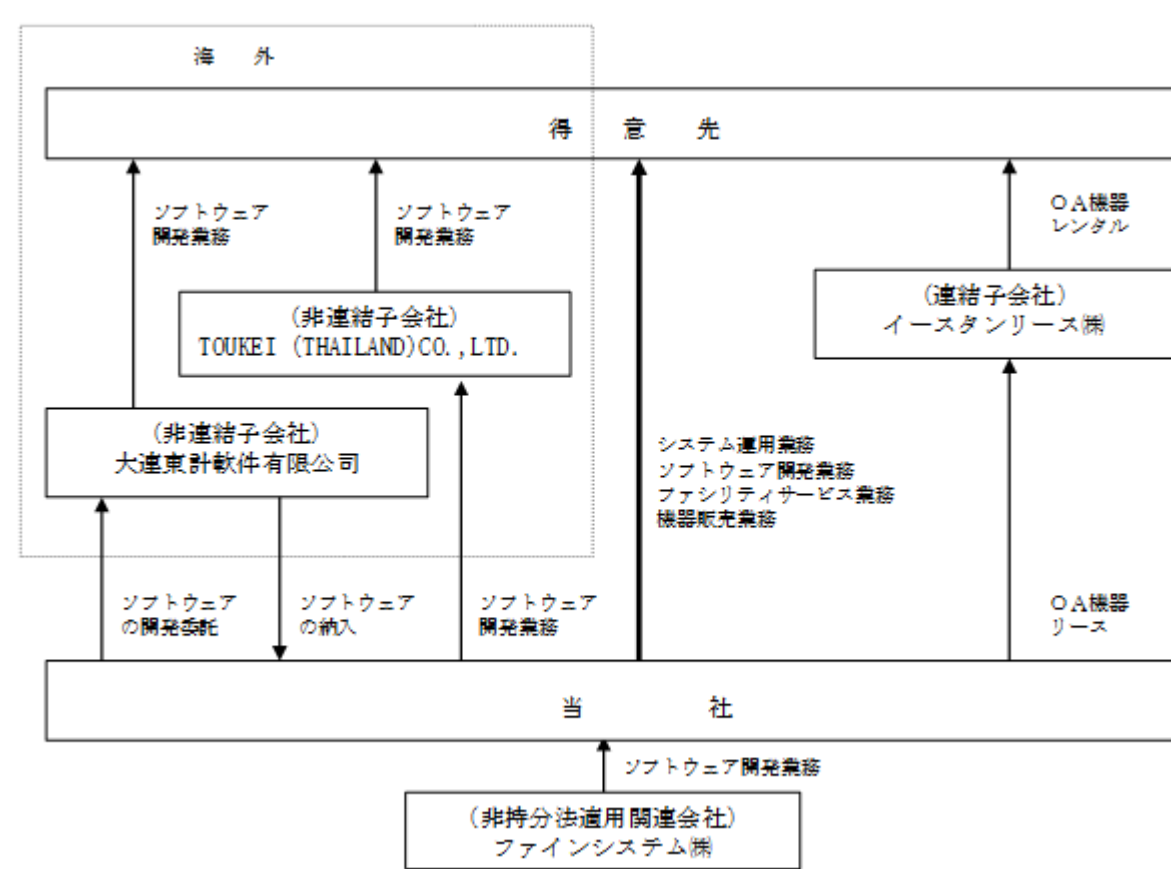 海　外
得　意　先
ソフトウェア
開発業務
ソフトウェア
開発業務
ＯＡ機器
レンタル
(非連結子会社)
TOUKEI (THAILAND)CO.,LTD.
(連結子会社)
イースタンリース㈱
(非連結子会社)
大連東計軟件有限公司
システム運用業務
ソフトウェア開発業務
ファシリティサービス業務
機器販売業務
ソフトウェア
の開発委託
ソフトウェア
の納入
ソフトウェア
開発業務
ＯＡ機器
リース
当　社
ソフトウェア開発業務
(非持分法適用関連会社)
ファインシステム㈱